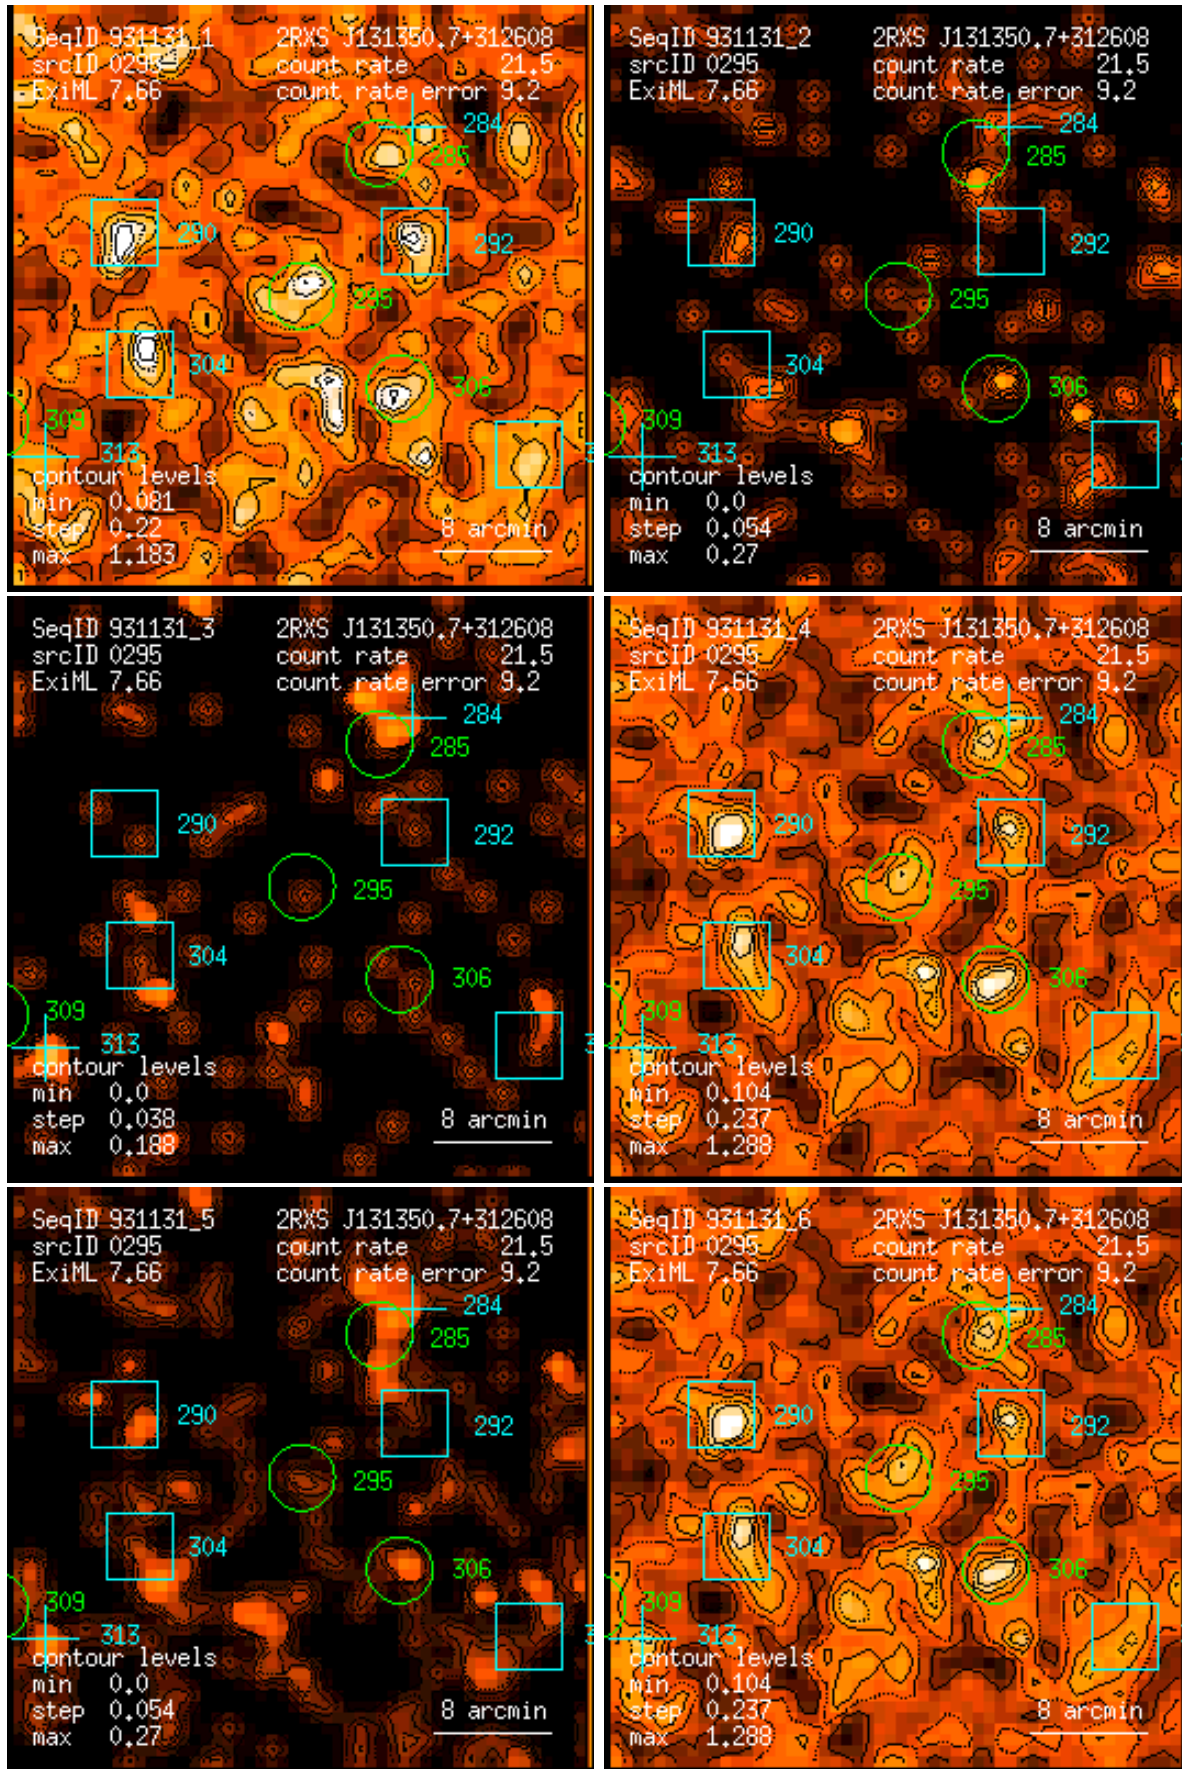 SeqID 931131_1 2RXS J131350.7+312608
srcID 0295 count rate 21.5
ExiML 7.66 count rate error 9.2
284
285
290
292
295
304
306
309
313
contour levels
min 0.081
step 0.22
max 1.183
8 arcmin
SeqID 931131_2 2RXS J131350.7+312608
srcID 0295 count rate 21.5
ExiML 7.66 count rate error 9.2
284
285
290
292
295
304
306
309
313
contour levels
min 0.0
step 0.054
max 0.27
8 arcmin
SeqID 931131_3 2RXS J131350.7+312608
srcID 0295 count rate 21.5
ExiML 7.66 count rate error 9.2
284
285
290
292
295
304
306
309
313
contour levels
min 0.0
step 0.038
max 0.188
8 arcmin
SeqID 931131_4 2RXS J131350.7+312608
srcID 0295 count rate 21.5
ExiML 7.66 count rate error 9.2
284
285
290
292
295
304
306
309
313
contour levels
min 0.104
step 0.237
max 1.288
8 arcmin
SeqID 931131_5 2RXS J131350.7+312608
srcID 0295 count rate 21.5
ExiML 7.66 count rate error 9.2
284
285
290
292
295
304
306
309
313
contour levels
min 0.0
step 0.054
max 0.27
8 arcmin
SeqID 931131_6 2RXS J131350.7+312608
srcID 0295 count rate 21.5
ExiML 7.66 count rate error 9.2
284
285
290
292
295
304
306
309
313
contour levels
min 0.104
step 0.237
max 1.288
8 arcmin